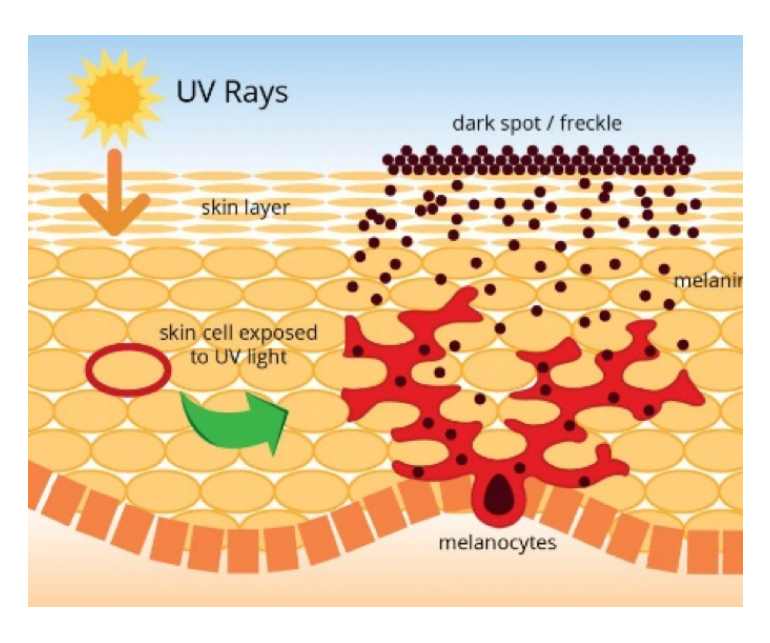 UV Rays
dark spot / freckle
skin layer
melanin
skin cell exposed
to UV light
melanocytes